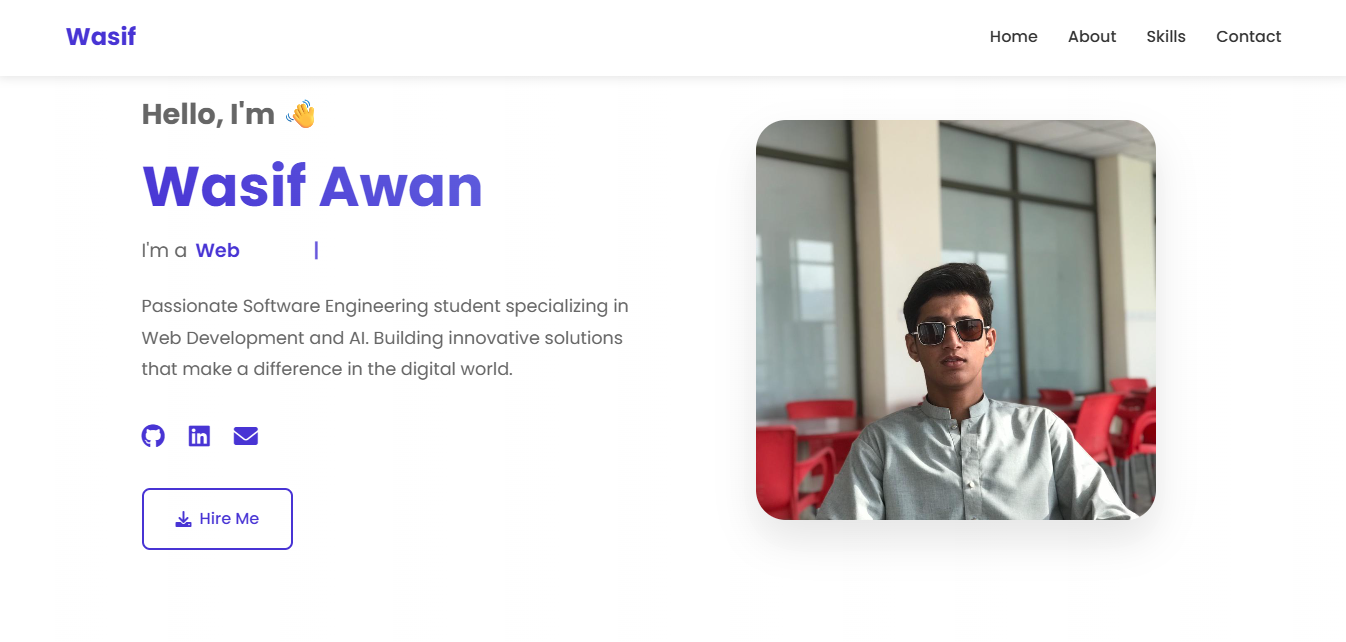 Wasif
Home About Skills Contact
Hello, I'm 👋
Wasif Awan
I'm a Web |
Passionate Software Engineering student specializing in
Web Development and AI. Building innovative solutions
that make a difference in the digital world.
in
Hire Me